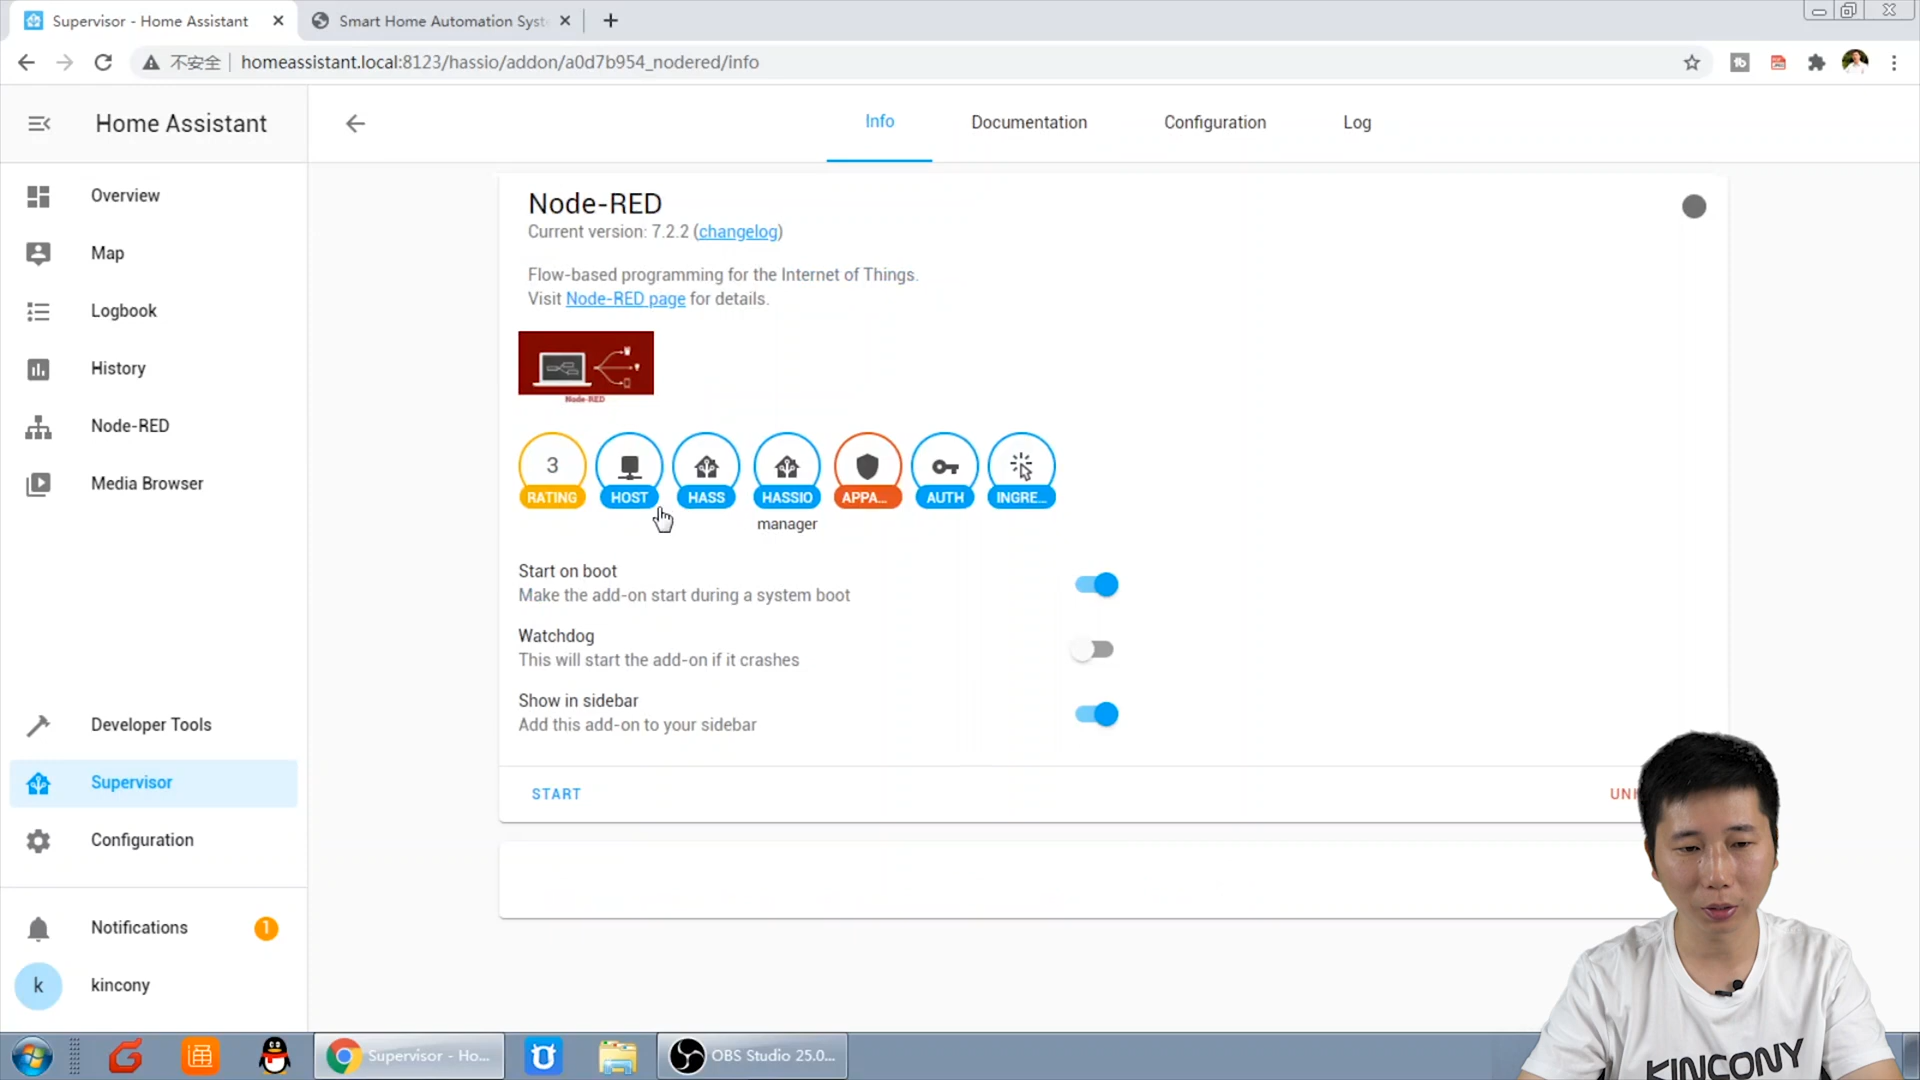 Supervisor - Home Assistant
Smart Home Automation Syst
不安全
homeassistant.local:8123/hassio/addon/a0d7b954_nodered/info
Home Assistant
Info
Documentation
Configuration
Log
Overview
Map
Logbook
History
Node-RED
Media Browser
Developer Tools
Supervisor
Configuration
Notifications
1
k
kincony
Node-RED
Current version: 7.2.2 (changelog)
Flow-based programming for the Internet of Things.
Visit Node-RED page for details.
Node-RED
3
RATING
HOST
HASS
HASSIO
APPA...
AUTH
INGRE...
manager
Start on boot
Make the add-on start during a system boot
Watchdog
This will start the add-on if it crashes
Show in sidebar
Add this add-on to your sidebar
START
KINCONY
Supervisor - Ho...
OBS Studio 25.0...